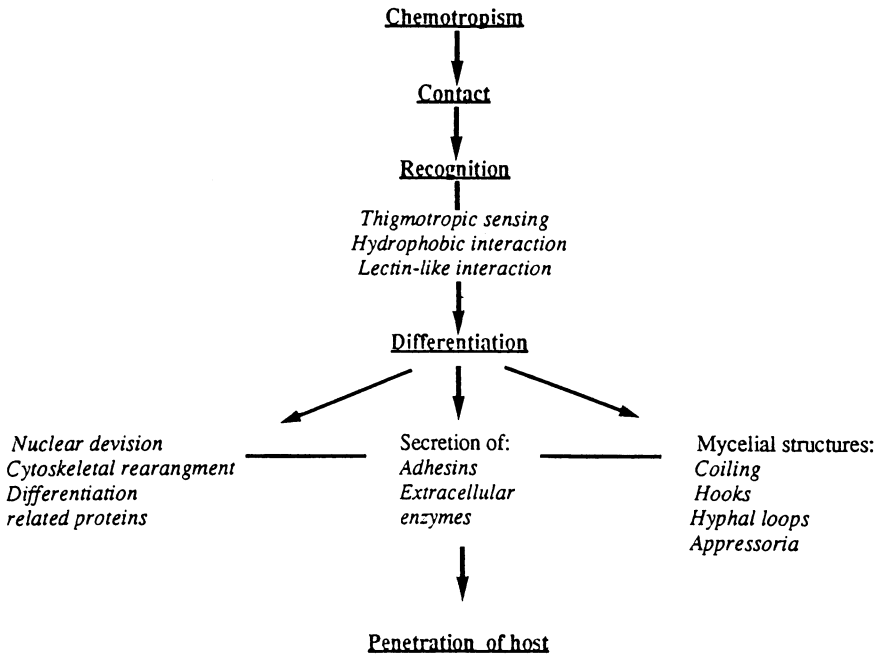 Chemotropism
Contact
Recognition
Thigmotropic sensing
Hydrophobic interaction
Lectin-like interaction
Differentiation
Nuclear devision
Cytoskeletal rearangment
Differentiation
related proteins
Secretion of:
Adhesins
Extracellular
enzymes
Mycelial structures:
Coiling
Hooks
Hyphal loops
Appressoria
Penetration of host